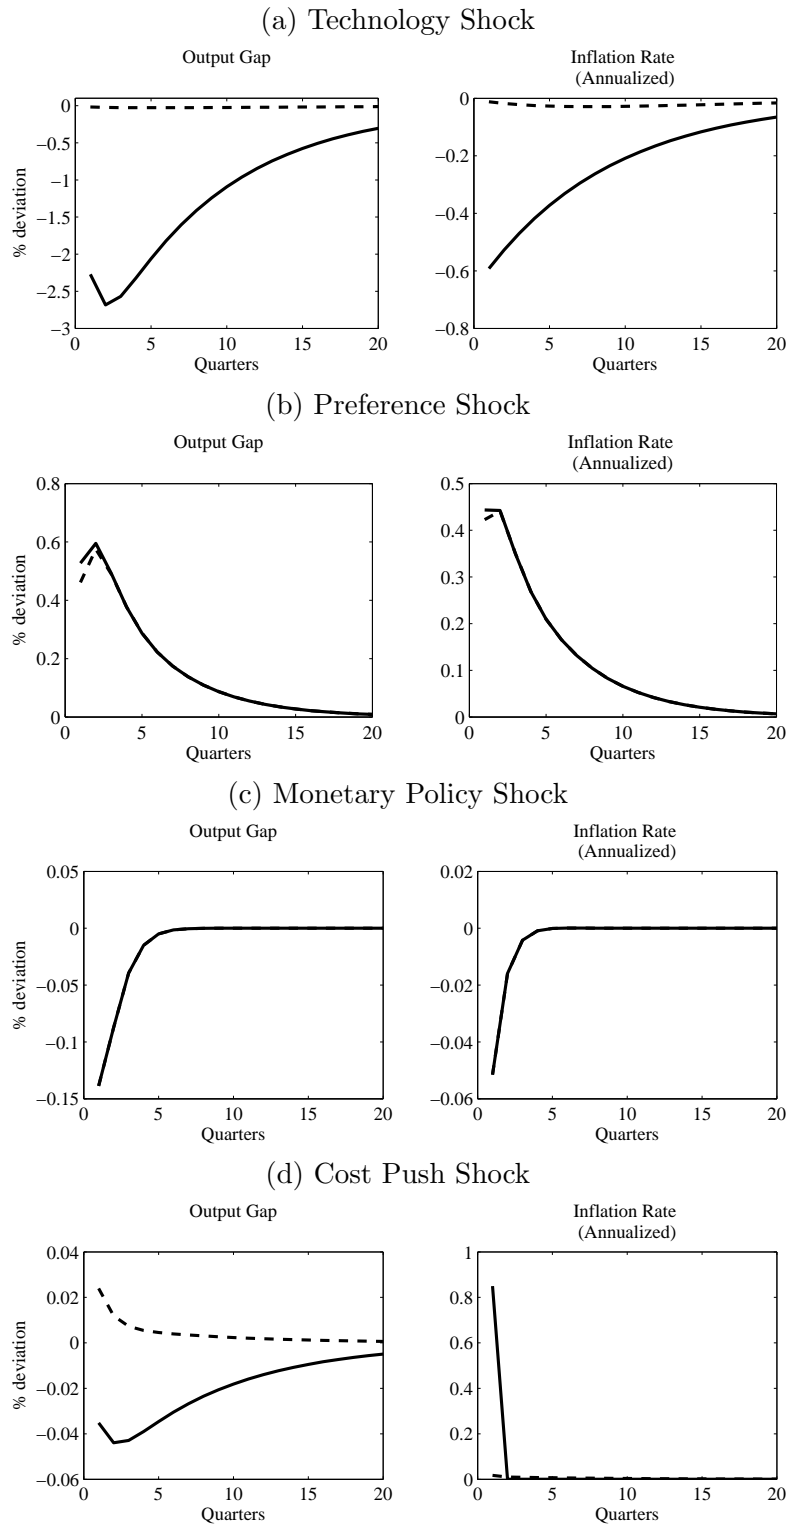 (a) Technology Shock
Output Gap
Inflation Rate
(Annualized)
0
−0.5
−1
−1.5
−2
−2.5
−3
% deviation
0 5 10 15 20
Quarters
0
−0.2
−0.4
−0.6
−0.8
0 5 10 15 20
Quarters
(b) Preference Shock
Output Gap
Inflation Rate
(Annualized)
0.8
0.6
0.4
0.2
0
% deviation
0 5 10 15 20
Quarters
0.5
0.4
0.3
0.2
0.1
0
0 5 10 15 20
Quarters
(c) Monetary Policy Shock
Output Gap
Inflation Rate
(Annualized)
0.05
0
−0.05
−0.1
−0.15
% deviation
0 5 10 15 20
Quarters
0.02
0
−0.02
−0.04
−0.06
0 5 10 15 20
Quarters
(d) Cost Push Shock
Output Gap
Inflation Rate
(Annualized)
0.04
0.02
0
−0.02
−0.04
−0.06
% deviation
0 5 10 15 20
Quarters
1
0.8
0.6
0.4
0.2
0
0 5 10 15 20
Quarters